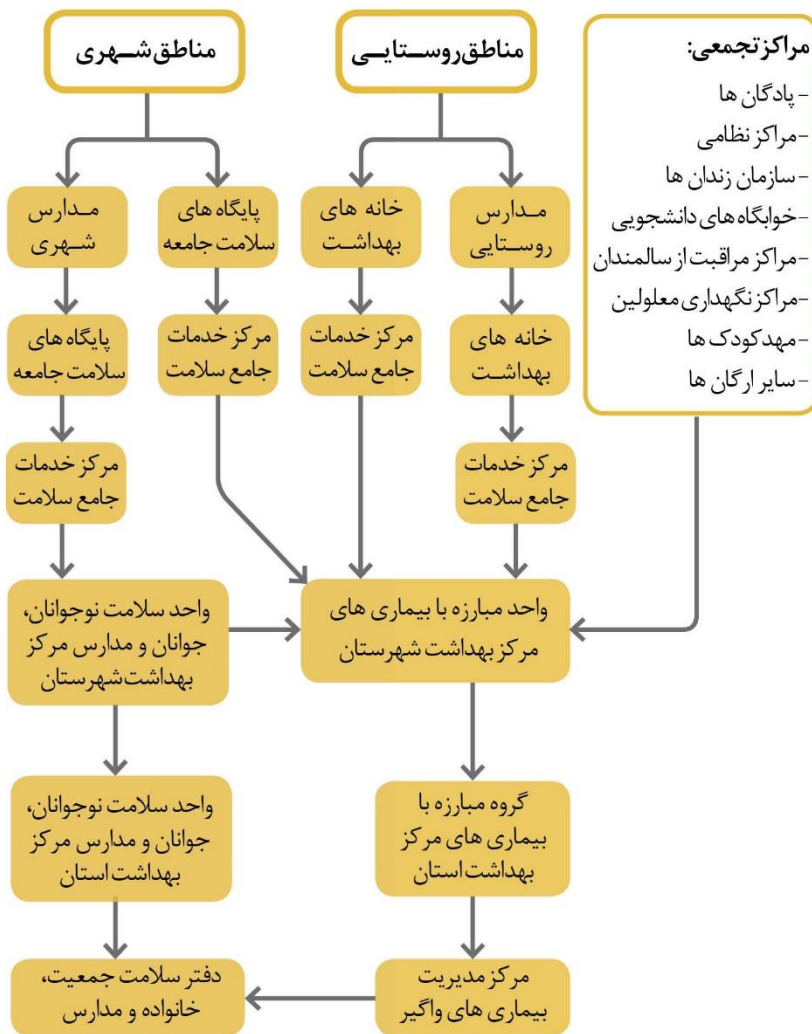 مراکز تجمعی:
- پادگان ها
- مراکز نظامی
- سازمان زندان ها
- خوابگاه های دانشجویی
- مراکز مراقبت از سالمندان
- مراکز نگهداری معلولین
- مهدکودک ها
- سایر ارگان ها
مناطق روستایی
مناطق شهری
مدارس
روستایی
خانه های
بهداشت
پایگاه های
سلامت جامعه
مدارس
شهری
خانه های
بهداشت
مرکز خدمات
جامع سلامت
مرکز خدمات
جامع سلامت
پایگاه های
سلامت جامعه
مرکز خدمات
جامع سلامت
مرکز خدمات
جامع سلامت
واحد مبارزه با بیماری های
مرکز بهداشت شهرستان
واحد سلامت نوجوانان،
جوانان و مدارس مرکز
بهداشت شهرستان
گروه مبارزه با
بیماری های مرکز
بهداشت استان
واحد سلامت نوجوانان،
جوانان و مدارس مرکز
بهداشت استان
مرکز مدیریت
بیماری های واگیر
دفتر سلامت جمعیت،
خانواده و مدارس